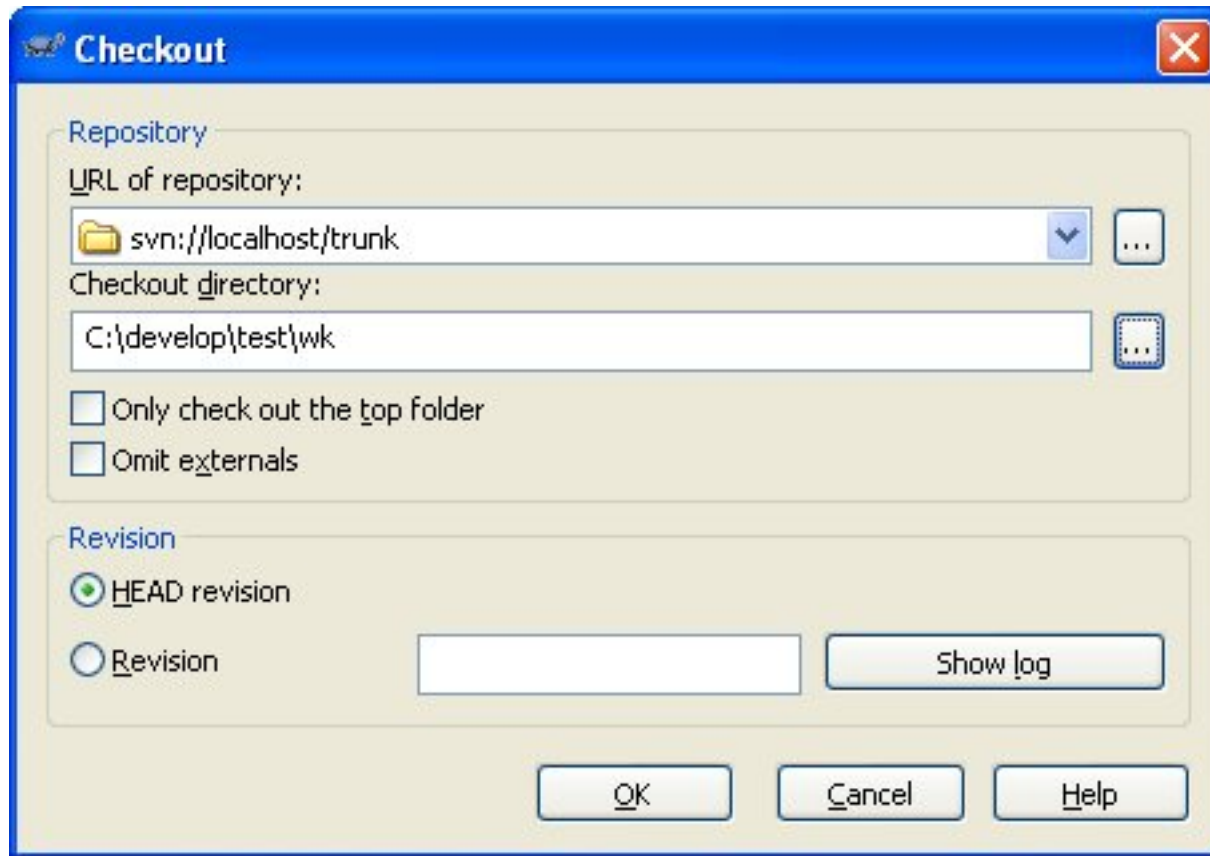 Checkout
Repository
URL of repository:
svn://localhost/trunk
...
Checkout directory:
C:\develop\test\wk
...
Only check out the top folder
Omit externals
Revision
HEAD revision
Revision
Show log
OK Cancel Help